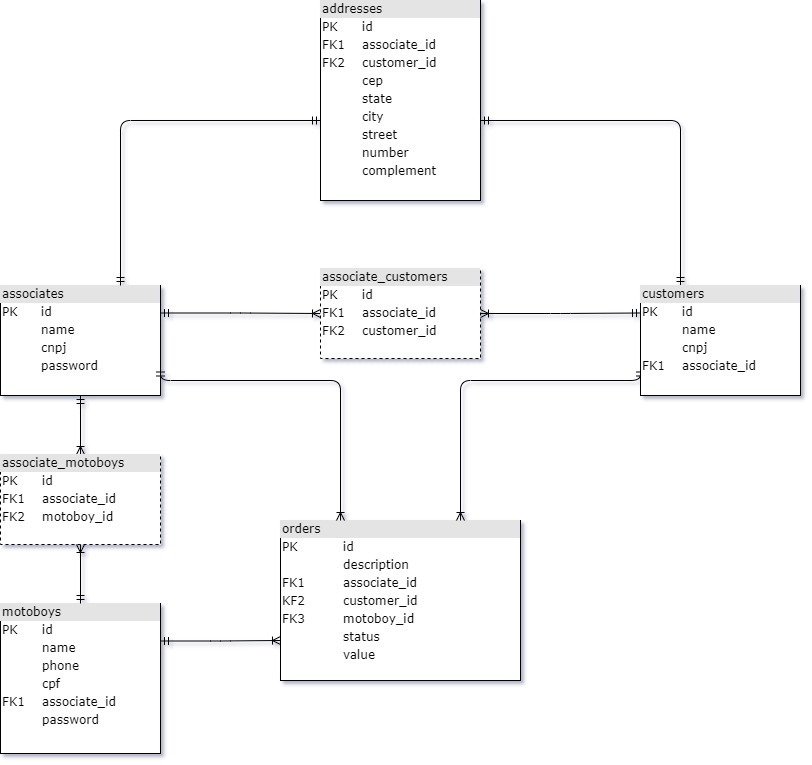 addresses
PK id
FK1 associate_id
FK2 customer_id
cep
state
city
street
number
complement
associates
PK id
name
cnpj
password
associate_customers
PK id
FK1 associate_id
FK2 customer_id
customers
PK id
name
cnpj
FK1 associate_id
associate_motoboys
PK id
FK1 associate_id
FK2 motoboy_id
orders
PK id
description
FK1 associate_id
KF2 customer_id
FK3 motoboy_id
status
value
motoboys
PK id
name
phone
cpf
FK1 associate_id
password